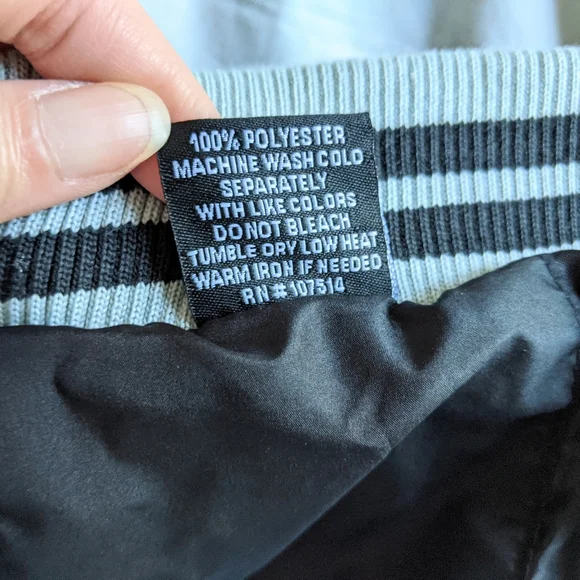 100% POLYESTER
MACHINE WASH COLD
SEPARATELY
WITH LIKE COLORS
DO NOT BLEACH
TUMBLE DRY LOW HEAT
WARM IRON IF NEEDED
RN # 107514